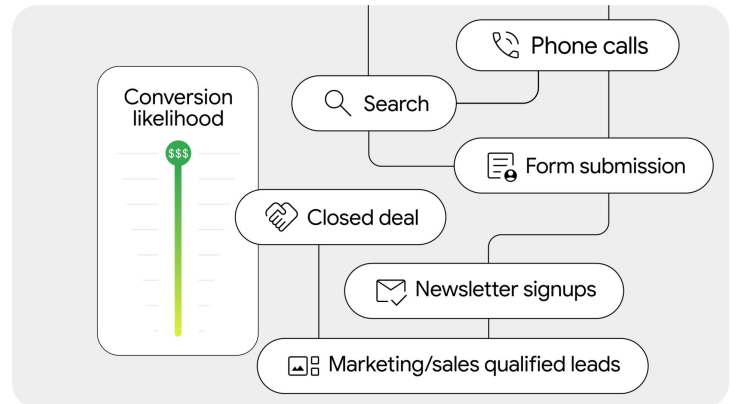 Phone calls
Conversion
likelihood
Search
$$$
Form submission
Closed deal
Newsletter signups
Marketing/sales qualified leads